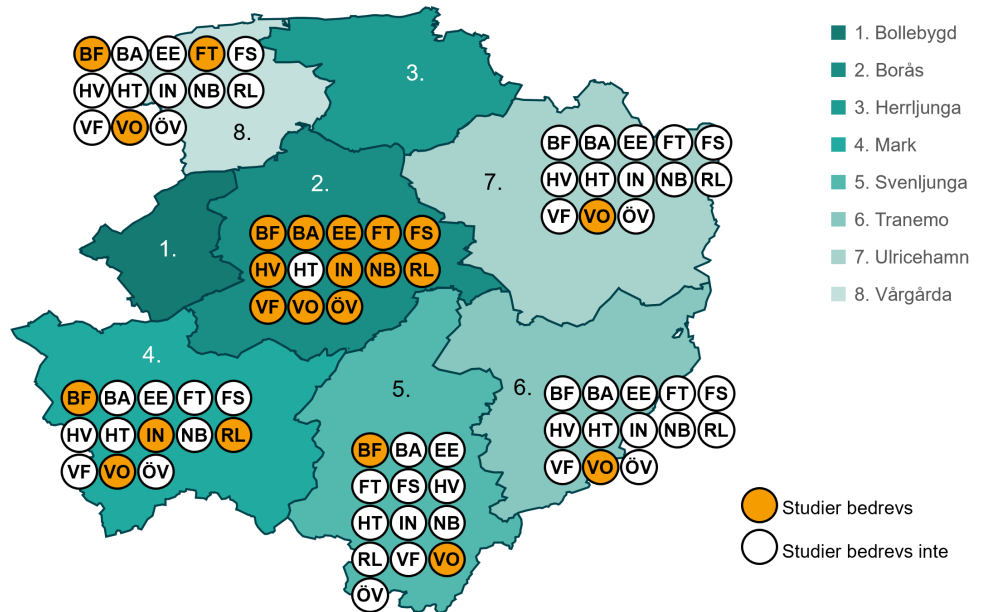 BF BA EE FT FS
HV HT IN NB RL
VF VO ÖV
8.
3.
1. Bollebygd
2. Borås
3. Herrljunga
4. Mark
5. Svenljunga
6. Tranemo
7. Ulricehamn
8. Vårgårda
7.
BF BA EE FT FS
HV HT IN NB RL
VF VO ÖV
2.
BF BA EE FT FS
HV HT IN NB RL
VF VO ÖV
1.
4.
BF BA EE FT FS
HV HT IN NB RL
VF VO ÖV
5.
BF BA EE
FT FS HV
HT IN NB
RL VF VO
ÖV
6.
BF BA EE FT FS
HV HT IN NB RL
VF VO ÖV
Studier bedrevs
Studier bedrevs inte